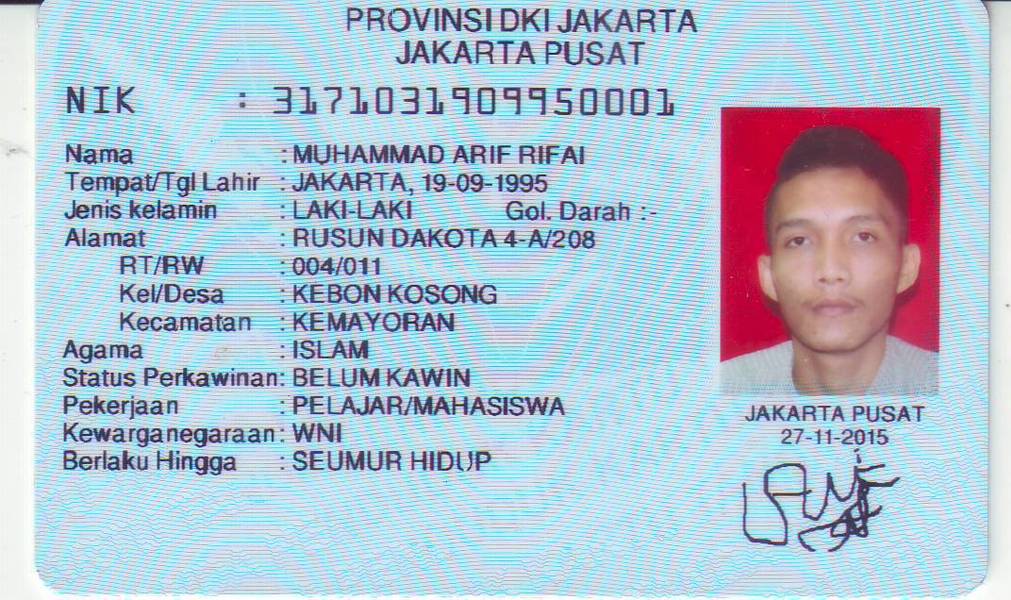 PROVINSI DKI JAKARTA
JAKARTA PUSAT
NIK : 3171031909950001
Nama : MUHAMMAD ARIF RIFAI
Tempat/Tgl Lahir : JAKARTA, 19-09-1995
Jenis kelamin : LAKI-LAKI Gol. Darah :-
Alamat : RUSUN DAKOTA 4-A/208
RT/RW : 004/011
Kel/Desa : KEBON KOSONG
Kecamatan : KEMAYORAN
Agama : ISLAM
Status Perkawinan: BELUM KAWIN
Pekerjaan : PELAJAR/MAHASISWA
Kewarganegaraan: WNI
Berlaku Hingga : SEUMUR HIDUP
JAKARTA PUSAT
27-11-2015